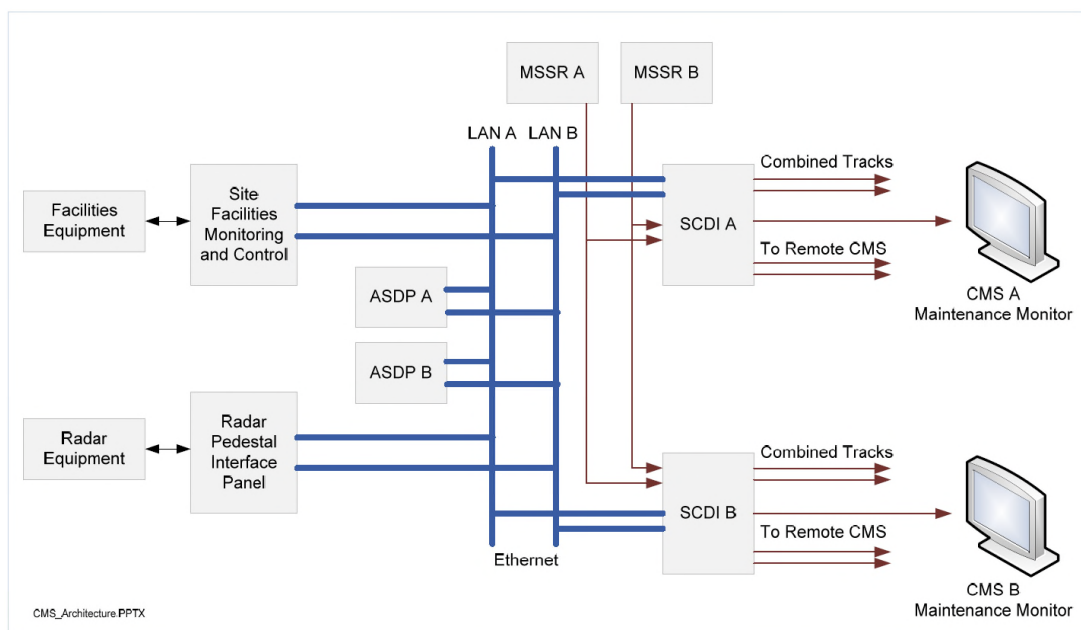 MSSR A
MSSR B
LAN A
LAN B
Combined Tracks
Site
Facilities
Monitoring
and Control
Facilities
Equipment
SCDI A
To Remote CMS
CMS A
Maintenance Monitor
ASDP A
ASDP B
Radar
Pedestal
Interface
Panel
Radar
Equipment
Combined Tracks
SCDI B
To Remote CMS
Ethernet
CMS B
Maintenance Monitor
CMS_Architecture.PPTX